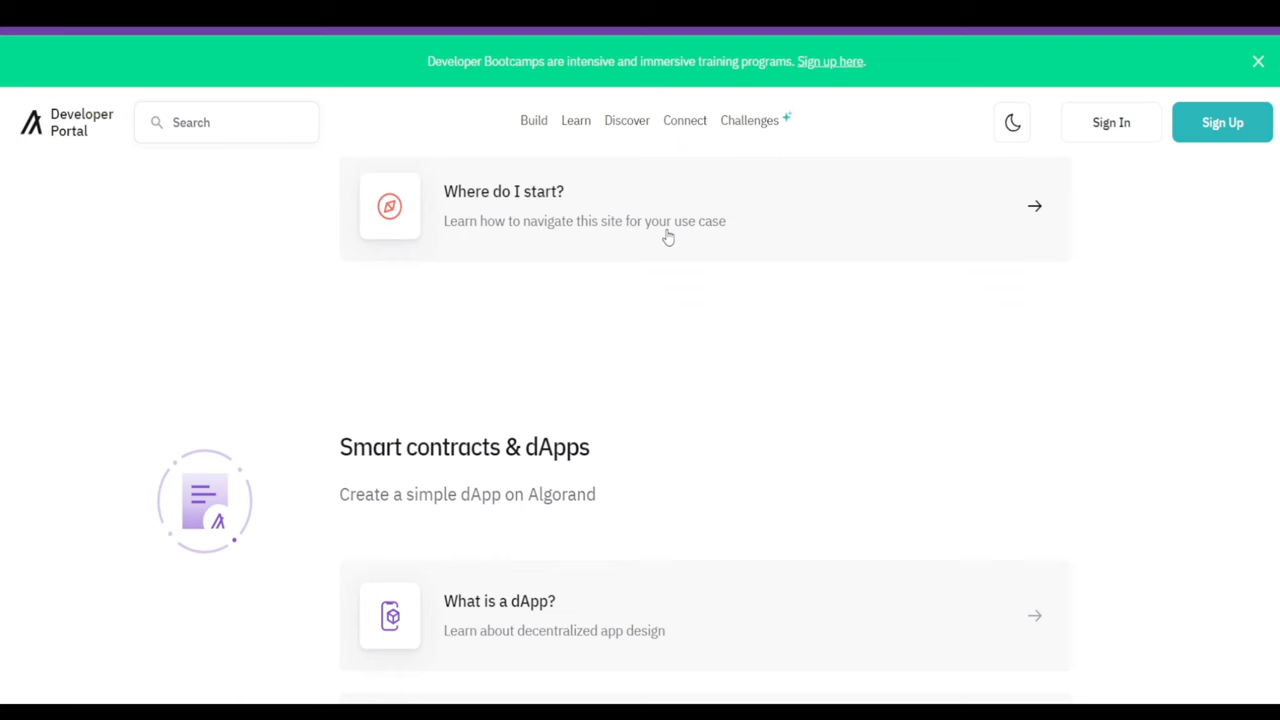 Developer Bootcamps are intensive and immersive training programs. Sign up here.
Developer
Portal
Search
Build Learn Discover Connect Challenges
Sign In
Sign Up
Where do I start?
Learn how to navigate this site for your use case
Smart contracts & dApps
Create a simple dApp on Algorand
What is a dApp?
Learn about decentralized app design